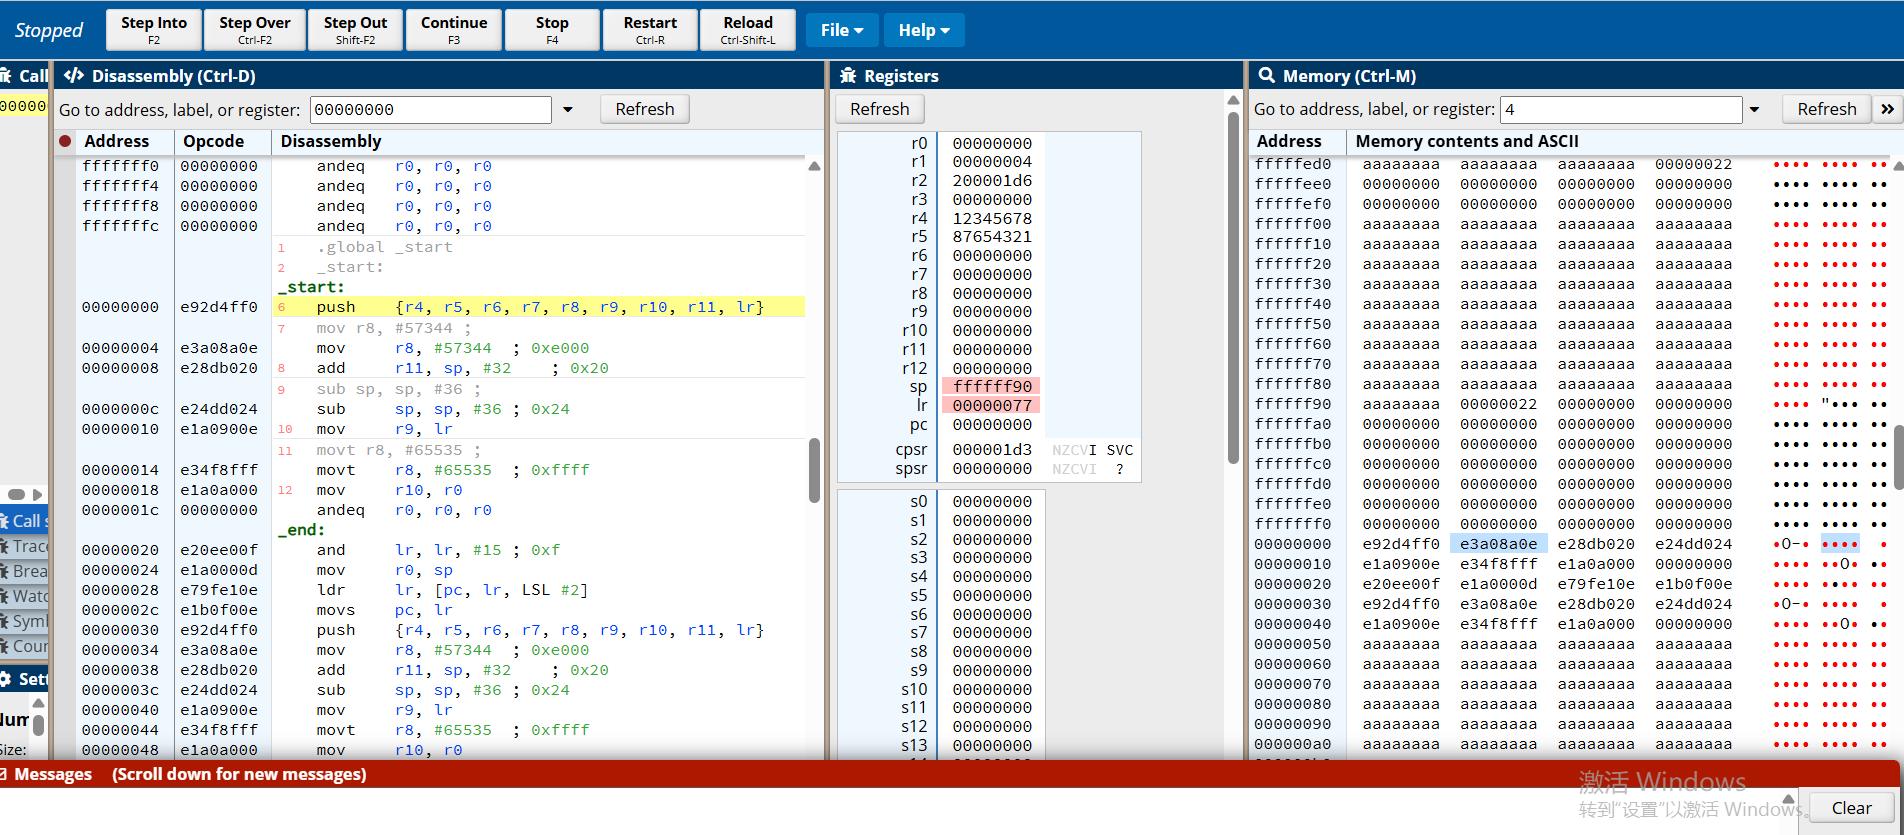 Stopped
Step Into
F2
Step Over
Ctrl-F2
Step Out
Shift-F2
Continue
F3
Stop
F4
Restart
Ctrl-R
Reload
Ctrl-Shift-L
File
Help
Call
00000
Call s
Trac
Brea
Watc
Symb
Coun
Sett
Num
Size:
Disassembly (Ctrl-D)
Go to address, label, or register: 00000000 Refresh
Address Opcode Disassembly
fffffff0 00000000 andeq r0, r0, r0
fffffff4 00000000 andeq r0, r0, r0
fffffff8 00000000 andeq r0, r0, r0
fffffffc 00000000 andeq r0, r0, r0
1 .global _start
2 _start:
_start:
00000000 e92d4ff0 6 push {r4, r5, r6, r7, r8, r9, r10, r11, lr}
7 mov r8, #57344 ;
00000004 e3a08a0e mov r8, #57344 ; 0xe000
00000008 e28db020 8 add r11, sp, #32 ; 0x20
9 sub sp, sp, #36 ;
0000000c e24dd024 sub sp, sp, #36 ; 0x24
00000010 e1a0900e 10 mov r9, lr
11 movt r8, #65535 ;
00000014 e34f8fff movt r8, #65535 ; 0xffff
00000018 e1a0a000 12 mov r10, r0
0000001c 00000000 andeq r0, r0, r0
_end:
00000020 e20ee00f and lr, lr, #15 ; 0xf
00000024 e1a0000d mov r0, sp
00000028 e79fe10e ldr lr, [pc, lr, LSL #2]
0000002c e1b0f00e movs pc, lr
00000030 e92d4ff0 push {r4, r5, r6, r7, r8, r9, r10, r11, lr}
00000034 e3a08a0e mov r8, #57344 ; 0xe000
00000038 e28db020 add r11, sp, #32 ; 0x20
0000003c e24dd024 sub sp, sp, #36 ; 0x24
00000040 e1a0900e mov r9, lr
00000044 e34f8fff movt r8, #65535 ; 0xffff
00000048 e1a0a000 mov r10, r0
Registers
Refresh
r0 00000000
r1 00000004
r2 200001d6
r3 00000000
r4 12345678
r5 87654321
r6 00000000
r7 00000000
r8 00000000
r9 00000000
r10 00000000
r11 00000000
r12 00000000
sp ffffff90
lr 00000077
pc 00000000
cpsr 000001d3 NZCVI SVC
spsr 00000000 NZCVI ?
s0 00000000
s1 00000000
s2 00000000
s3 00000000
s4 00000000
s5 00000000
s6 00000000
s7 00000000
s8 00000000
s9 00000000
s10 00000000
s11 00000000
s12 00000000
s13 00000000
Memory (Ctrl-M)
Go to address, label, or register: 4 Refresh »
Address Memory contents and ASCII
fffffed0 aaaaaaaa aaaaaaaa aaaaaaaa 00000022
fffffee0 00000000 00000000 00000000 00000000
fffffef0 00000000 00000000 00000000 00000000
ffffff00 aaaaaaaa aaaaaaaa aaaaaaaa aaaaaaaa
ffffff10 aaaaaaaa aaaaaaaa aaaaaaaa aaaaaaaa
ffffff20 aaaaaaaa aaaaaaaa aaaaaaaa aaaaaaaa
ffffff30 aaaaaaaa aaaaaaaa aaaaaaaa aaaaaaaa
ffffff40 aaaaaaaa aaaaaaaa aaaaaaaa aaaaaaaa
ffffff50 aaaaaaaa aaaaaaaa aaaaaaaa aaaaaaaa
ffffff60 aaaaaaaa aaaaaaaa aaaaaaaa aaaaaaaa
ffffff70 aaaaaaaa aaaaaaaa aaaaaaaa aaaaaaaa
ffffff80 aaaaaaaa aaaaaaaa aaaaaaaa aaaaaaaa
ffffff90 aaaaaaaa 00000022 00000000 00000000 •••• "••• ••
ffffffa0 00000000 00000000 00000000 00000000
ffffffb0 00000000 00000000 00000000 00000000
ffffffc0 00000000 00000000 00000000 00000000
ffffffd0 00000000 00000000 00000000 00000000
ffffffe0 00000000 00000000 00000000 00000000
fffffff0 00000000 00000000 00000000 00000000
00000000 e92d4ff0 e3a08a0e e28db020 e24dd024 •O-• •••• •
00000010 e1a0900e e34f8fff e1a0a000 00000000 •••• ••O• ••
00000020 e20ee00f e1a0000d e79fe10e e1b0f00e
00000030 e92d4ff0 e3a08a0e e28db020 e24dd024 •O-• •••• •
00000040 e1a0900e e34f8fff e1a0a000 00000000 •••• ••O• ••
00000050 aaaaaaaa aaaaaaaa aaaaaaaa aaaaaaaa
00000060 aaaaaaaa aaaaaaaa aaaaaaaa aaaaaaaa
00000070 aaaaaaaa aaaaaaaa aaaaaaaa aaaaaaaa
00000080 aaaaaaaa aaaaaaaa aaaaaaaa aaaaaaaa
00000090 aaaaaaaa aaaaaaaa aaaaaaaa aaaaaaaa
000000a0 aaaaaaaa aaaaaaaa aaaaaaaa aaaaaaaa
Messages (Scroll down for new messages)
激活 Windows
转到“设置”以激活 Windows。
Clear